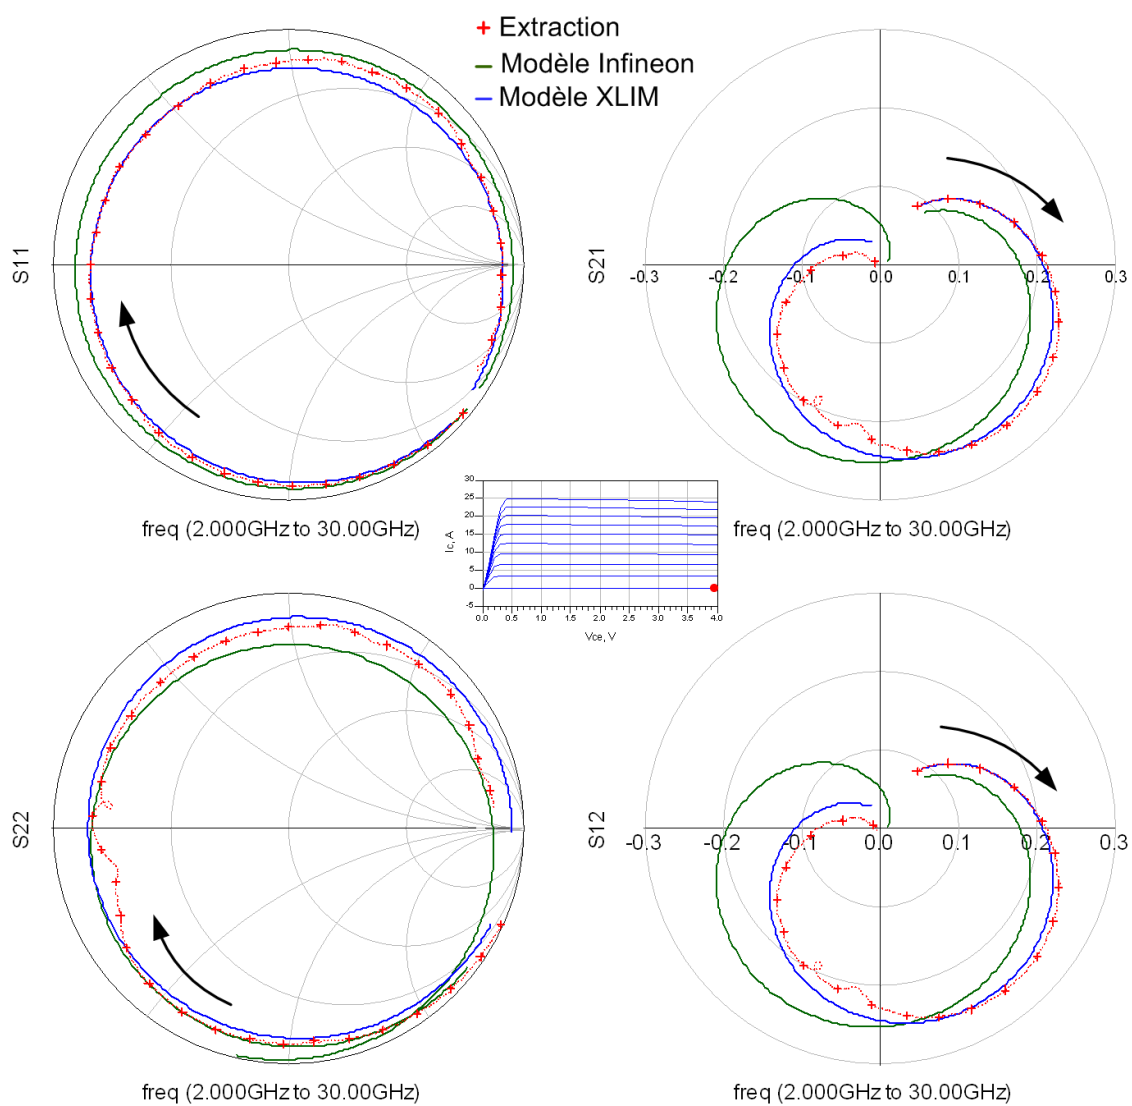 Extraction
Modèle Infineon
Modèle XLIM
S11
freq (2.000GHz to 30.00GHz)
S21
-0.3 -0.2 -0.1 0.0 0.1 0.2 0.3
freq (2.000GHz to 30.00GHz)
Ic, A
30
25
20
15
10
5
0
-5
0.0 0.5 1.0 1.5 2.0 2.5 3.0 3.5 4.0
Vce, V
S22
freq (2.000GHz to 30.00GHz)
S12
-0.3 -0.2 -0.1 0.0 0.1 0.2 0.3
freq (2.000GHz to 30.00GHz)